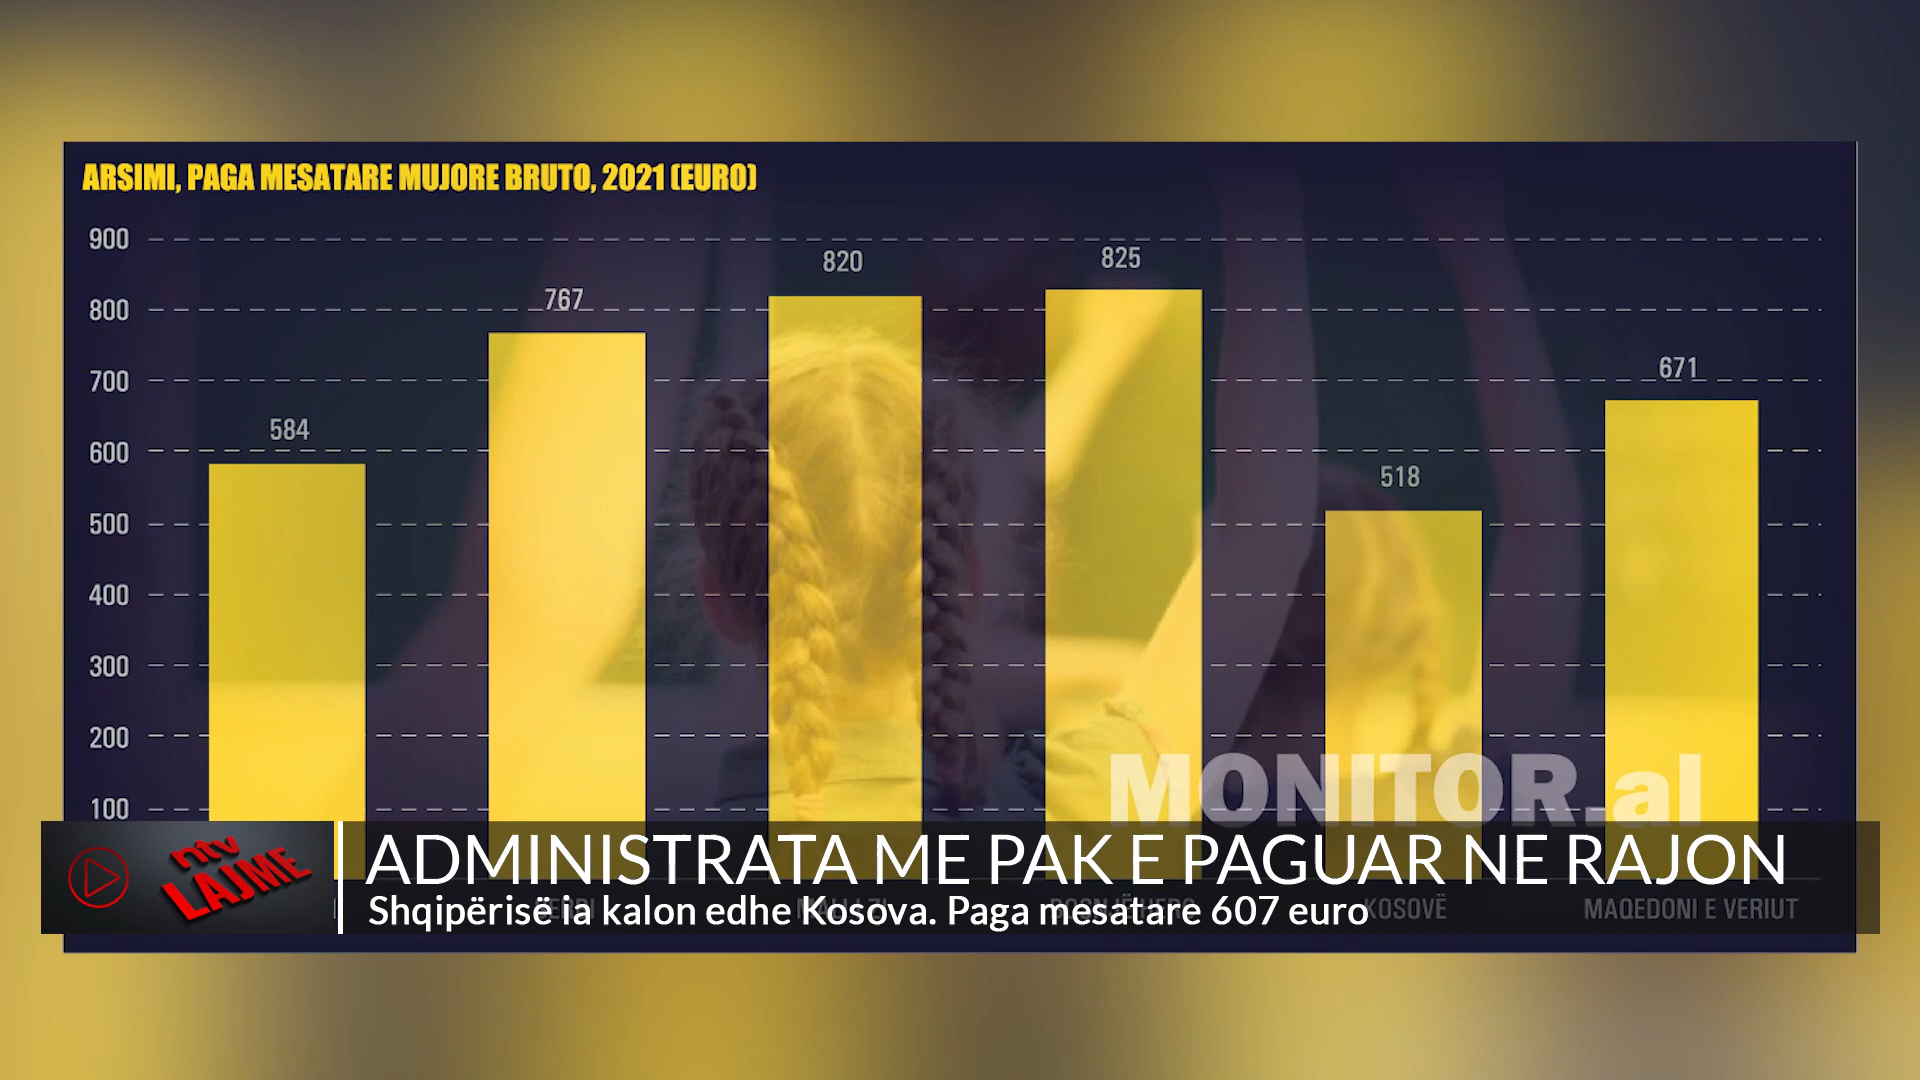 ARSIMI, PAGA MESATARE MUJORE BRUTO, 2021 (EURO)
900
800
700
600
500
400
300
200
100
584
767
820
825
518
671
MONITOR.al
ntv
LAJME
ADMINISTRATA ME PAK E PAGUAR NE RAJON
Shqipërisë ia kalon edhe Kosova. Paga mesatare 607 euro
KOSOVË
MAQEDONI E VERIUT